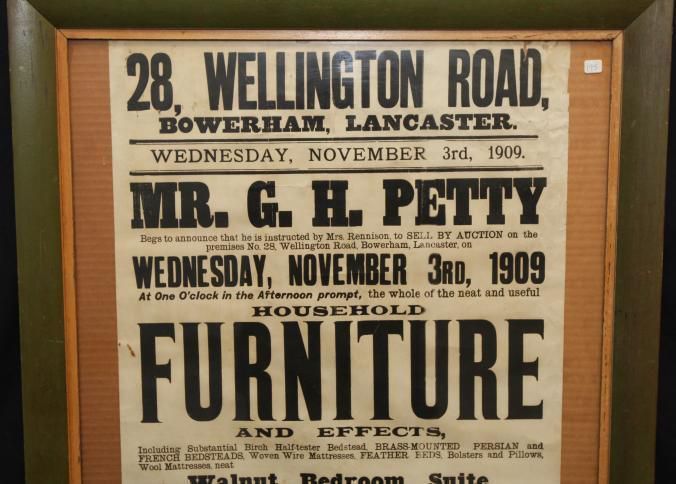 28, WELLINGTON ROAD,
BOWERHAM, LANCASTER.
WEDNESDAY, NOVEMBER 3rd, 1909.
MR. G. H. PETTY
Begs to announce that he is instructed by Mrs. Rennison, to SELL BY AUCTION on the
premises No. 28, Wellington Road, Bowerham, Lancaster, on
WEDNESDAY, NOVEMBER 3RD, 1909
At One O'clock in the Afternoon prompt, the whole of the neat and useful
HOUSEHOLD
FURNITURE
AND EFFECTS,
Including Substantial Birch Half-tester Bedstead, BRASS-MOUNTED PERSIAN and
FRENCH BEDSTEADS, Woven Wire Mattresses, FEATHER BEDS, Bolsters and Pillows,
Wool Mattresses, neat
Walnut Bedroom Suite